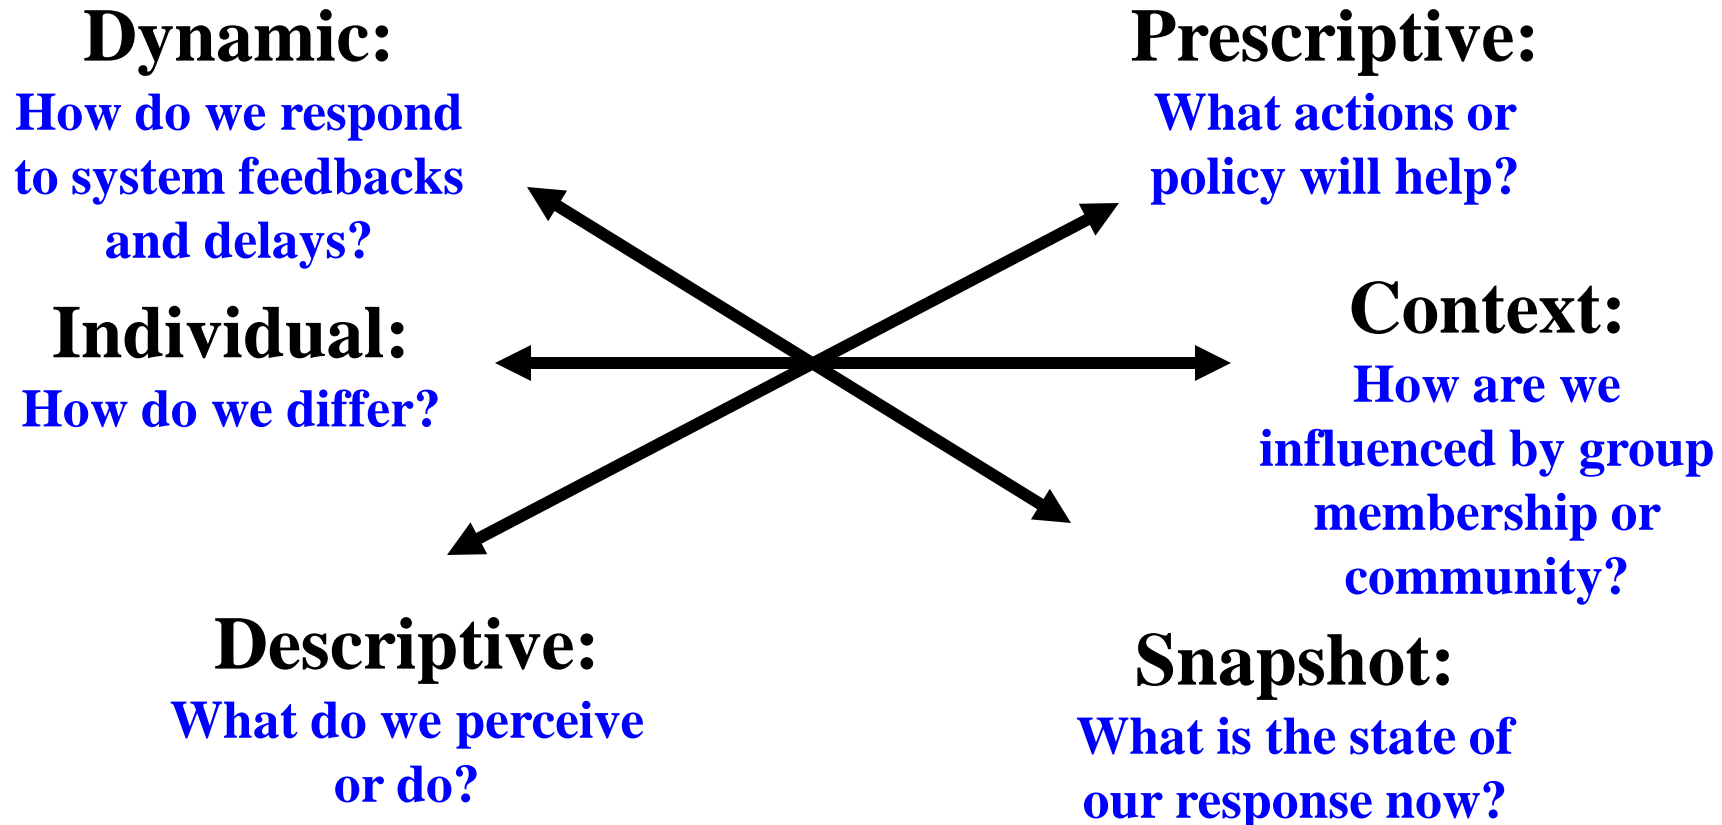 Dynamic:
How do we respond
to system feedbacks
and delays?
Prescriptive:
What actions or
policy will help?
Individual:
How do we differ?
Context:
How are we
influenced by group
membership or
community?
Descriptive:
What do we perceive
or do?
Snapshot:
What is the state of
our response now?